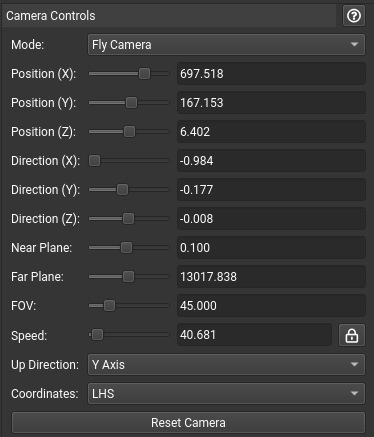 Camera Controls
Mode: Fly Camera
Position (X): 697.518
Position (Y): 167.153
Position (Z): 6.402
Direction (X): -0.984
Direction (Y): -0.177
Direction (Z): -0.008
Near Plane: 0.100
Far Plane: 13017.838
FOV: 45.000
Speed: 40.681
Up Direction: Y Axis
Coordinates: LHS
Reset Camera